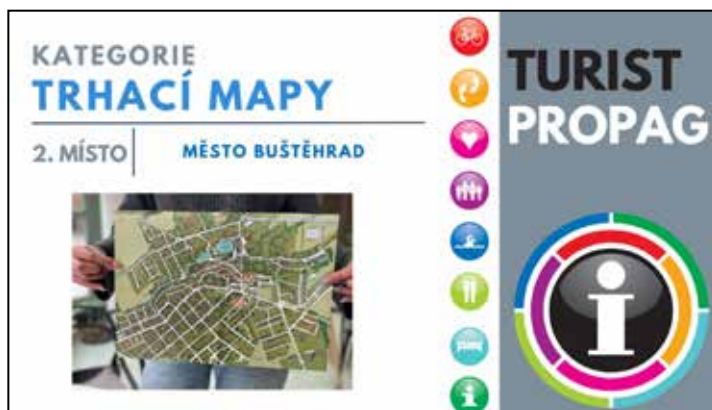 KATEGORIE
TRHACÍ MAPY
2. MÍSTO
MĚSTO BUŠTĚHRAD
TURIST
PROPAG